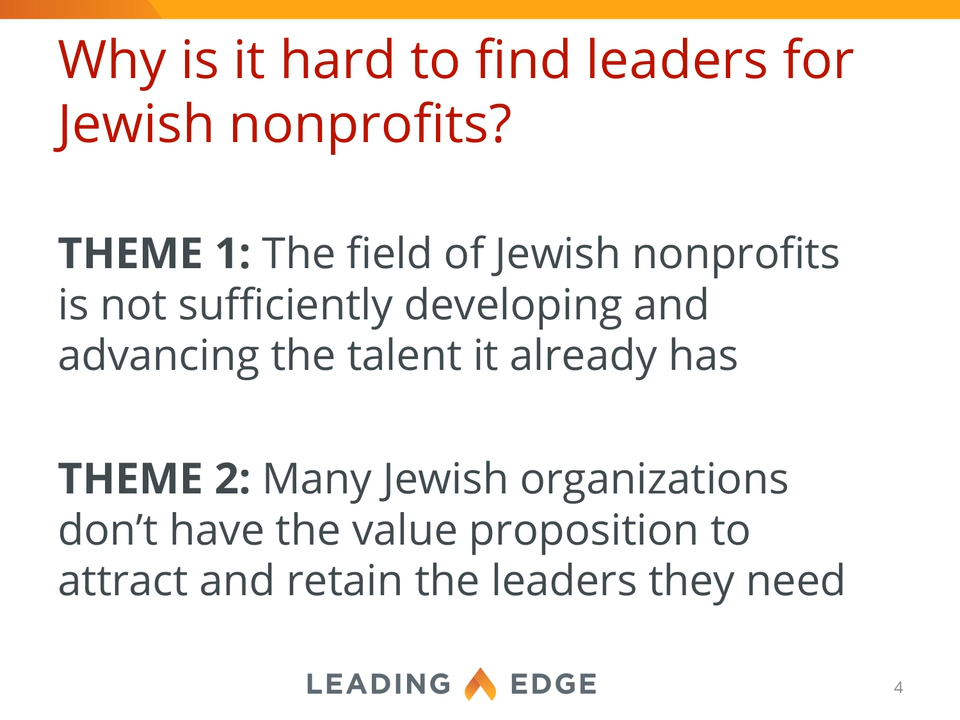 Why is it hard to find leaders for
Jewish nonprofits?
THEME 1: The field of Jewish nonprofits
is not sufficiently developing and
advancing the talent it already has
THEME 2: Many Jewish organizations
don’t have the value proposition to
attract and retain the leaders they need
LEADING EDGE
4